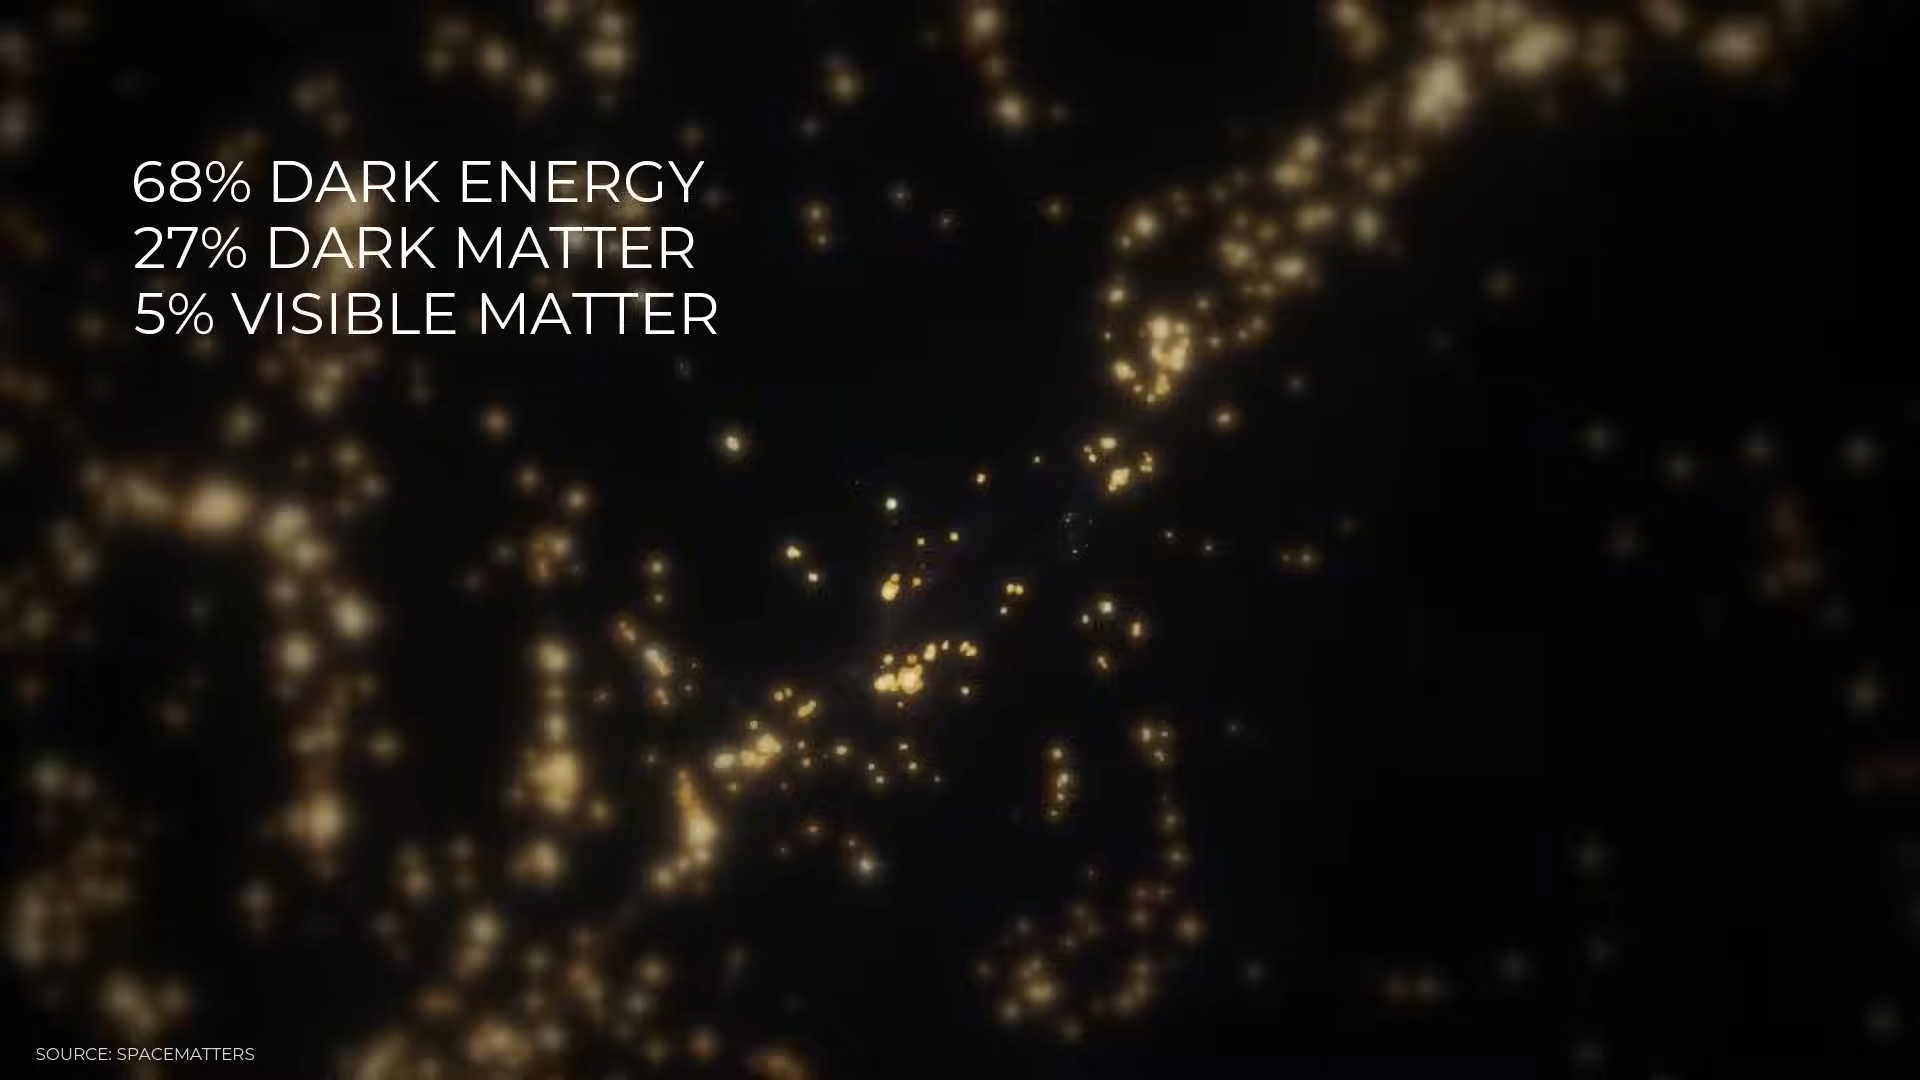 68% DARK ENERGY
27% DARK MATTER
5% VISIBLE MATTER
SOURCE: SPACEMATTERS